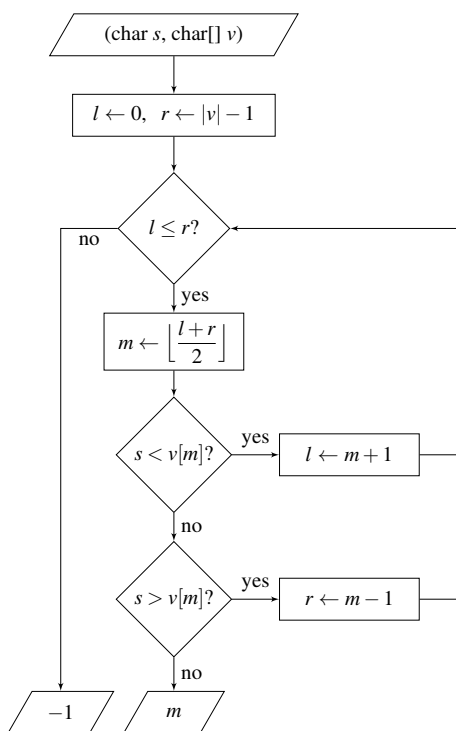 (char s, char[] v)
l ← 0, r ← |v| − 1
l ≤ r?
no
yes
m ← ⌊(l + r)/2⌋
s < v[m]?
yes
l ← m + 1
no
s > v[m]?
yes
r ← m − 1
no
−1
m